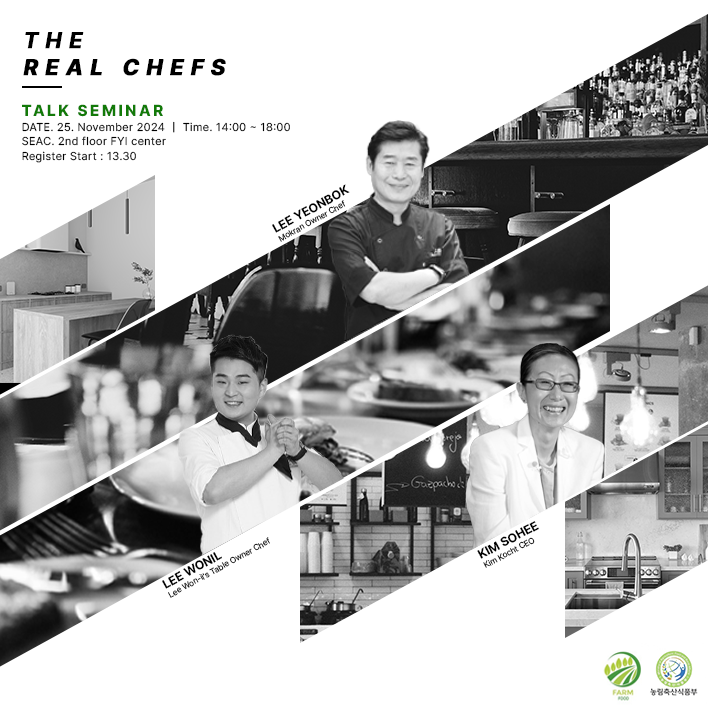 THE
REAL CHEFS
TALK SEMINAR
DATE. 25. November 2024 | Time. 14:00 ~ 18:00
SEAC. 2nd floor FYI center
Register Start : 13.30
LEE YEONBOK
Mokran Owner Chef
LEE WONIL
Lee Won-il's Table Owner Chef
Gazpacho
KIM SOHEE
Kim Kocht CEO
FARM
FOOD
농림축산식품부